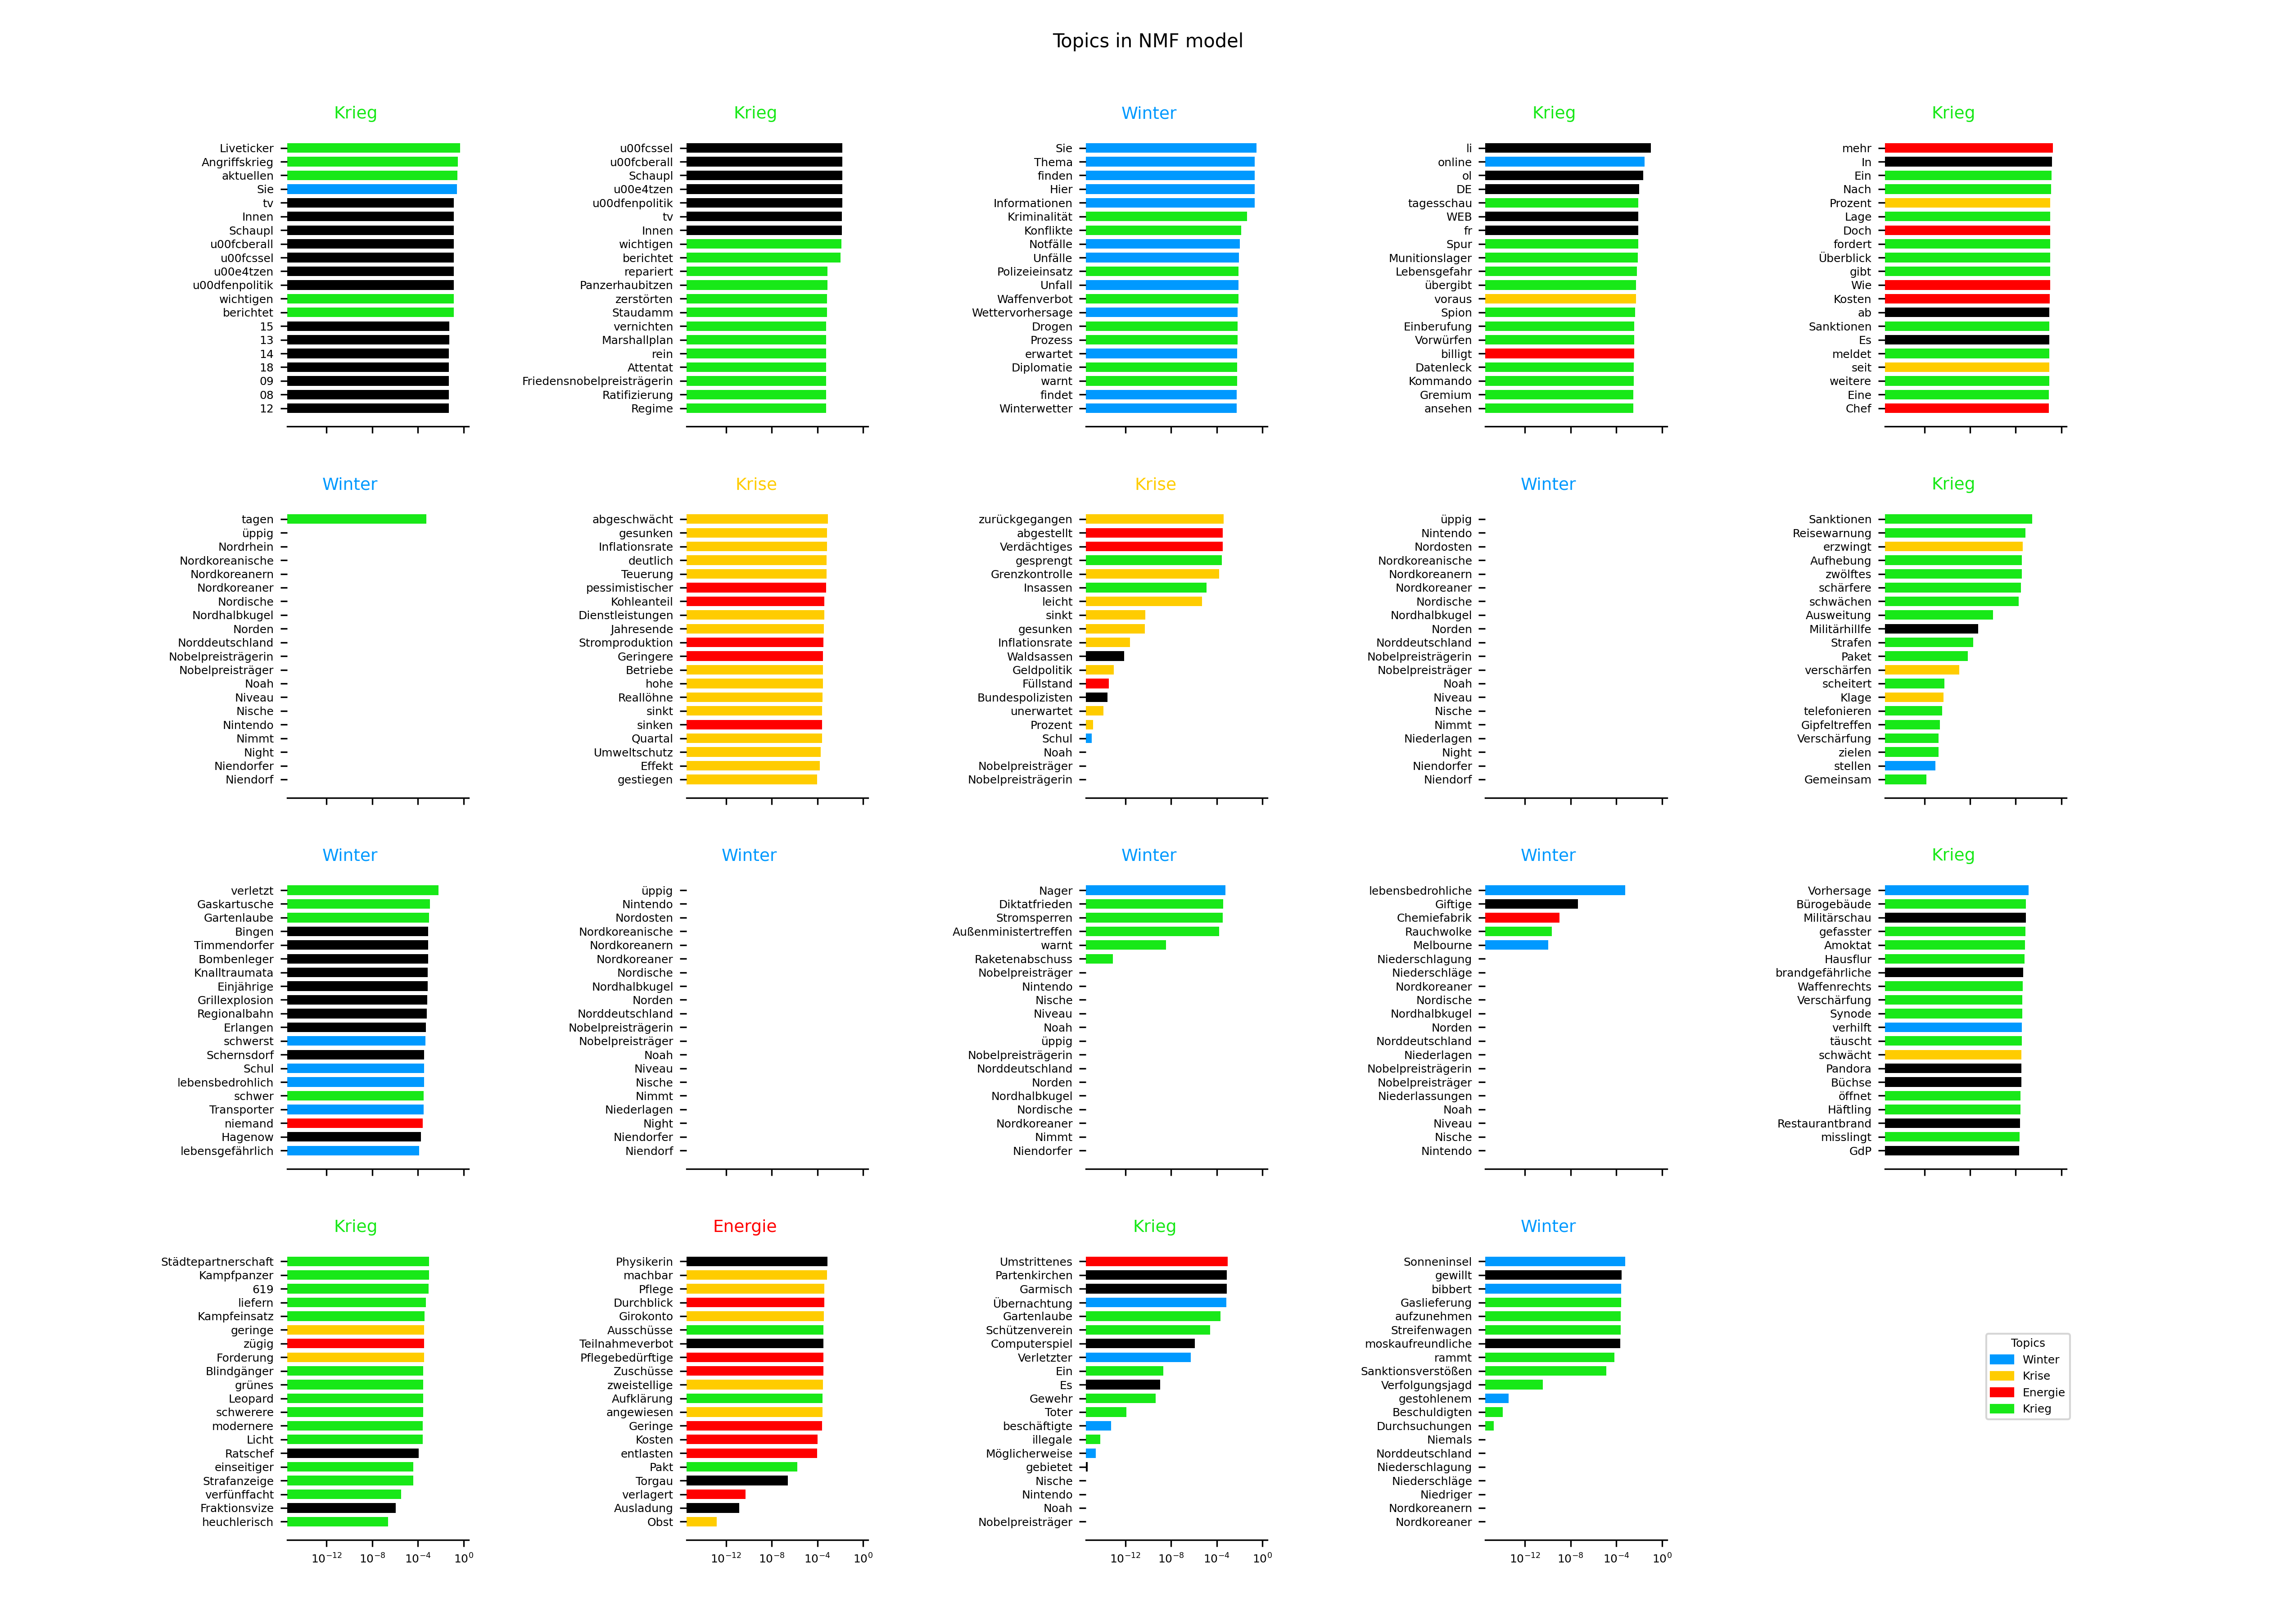 Topics in NMF model
Krieg
Liveticker
Angriffskrieg
aktuellen
Sie
tv
Innen
Schaupl
u00fcberall
u00fcssel
u00e4tzen
u00dfenpolitik
wichtigen
berichtet
15
13
14
18
09
08
12
Krieg
u00fcssel
u00fcberall
Schaupl
u00e4tzen
u00dfenpolitik
tv
Innen
wichtigen
berichtet
repariert
Panzerhaubitzen
zerstörten
Staudamm
vernichten
Marshallplan
rein
Attentat
Friedensnobelpreisträgerin
Ratifizierung
Regime
Winter
Sie
Thema
finden
Hier
Informationen
Kriminalität
Konflikte
Notfälle
Unfälle
Polizeieinsatz
Unfall
Waffenverbot
Wettervorhersage
Drogen
Prozess
erwartet
Diplomatie
warnt
findet
Winterwetter
Krieg
li
online
ol
DE
tagesschau
WEB
fr
Spur
Munitionslager
Lebensgefahr
übergibt
voraus
Spion
Einberufung
Vorwürfen
billigt
Datenleck
Kommando
Gremium
ansehen
Krieg
mehr
In
Ein
Nach
Prozent
Lage
Doch
fordert
Überblick
gibt
Wie
Kosten
ab
Sanktionen
Es
meldet
seit
weitere
Eine
Chef
Winter
tagen
üppig
Nordrhein
Nordkoreanische
Nordkoreanern
Nordkoreaner
Nordische
Nordhalbkugel
Norden
Norddeutschland
Nobelpreisträgerin
Nobelpreisträger
Noah
Niveau
Nische
Nintendo
Nimmt
Night
Niendorfer
Niendorf
Krise
abgeschwächt
gesunken
Inflationsrate
deutlich
Teuerung
pessimistischer
Kohleanteil
Dienstleistungen
Jahresende
Stromproduktion
Geringere
Betriebe
hohe
Reallöhne
sinkt
sinken
Quartal
Umweltschutz
Effekt
gestiegen
Krise
zurückgegangen
abgestellt
Verdächtiges
gesprengt
Grenzkontrolle
Insassen
leicht
sinkt
gesunken
Inflationsrate
Waldsassen
Geldpolitik
Füllstand
Bundespolizisten
unerwartet
Prozent
Schul
Noah
Nobelpreisträger
Nobelpreisträgerin
Winter
üppig
Nintendo
Nordosten
Nordkoreanische
Nordkoreanern
Nordkoreaner
Nordische
Nordhalbkugel
Norden
Norddeutschland
Nobelpreisträgerin
Nobelpreisträger
Noah
Niveau
Nische
Nimmt
Niederlagen
Night
Niendorfer
Niendorf
Krieg
Sanktionen
Reisewarnung
erzwingt
Aufhebung
zwölftes
schärfere
schwächen
Ausweitung
Militärhillfe
Strafen
Paket
verschärfen
scheitert
Klage
telefonieren
Gipfeltreffen
Verschärfung
zielen
stellen
Gemeinsam
Winter
verletzt
Gaskartusche
Gartenlaube
Bingen
Timmendorfer
Bombenleger
Knalltraumata
Einjährige
Grillexplosion
Regionalbahn
Erlangen
schwerst
Schernsdorf
Schul
lebensbedrohlich
schwer
Transporter
niemand
Hagenow
lebensgefährlich
Winter
üppig
Nintendo
Nordosten
Nordkoreanische
Nordkoreanern
Nordkoreaner
Nordische
Nordhalbkugel
Norden
Norddeutschland
Nobelpreisträgerin
Nobelpreisträger
Noah
Niveau
Nische
Nimmt
Niederlagen
Night
Niendorfer
Niendorf
Winter
Nager
Diktatfrieden
Stromsperren
Außenministertreffen
warnt
Raketenabschuss
Nobelpreisträger
Nintendo
Nische
Niveau
Noah
üppig
Nobelpreisträgerin
Norddeutschland
Norden
Nordhalbkugel
Nordische
Nordkoreaner
Nimmt
Niendorfer
Winter
lebensbedrohliche
Giftige
Chemiefabrik
Rauchwolke
Melbourne
Niederschlagung
Niederschläge
Nordkoreaner
Nordische
Nordhalbkugel
Norden
Norddeutschland
Niederlagen
Nobelpreisträgerin
Nobelpreisträger
Niederlassungen
Noah
Niveau
Nische
Nintendo
Krieg
Vorhersage
Bürogebäude
Militärschau
gefasster
Amoktat
Hausflur
brandgefährliche
Waffenrechts
Verschärfung
Synode
verhilft
täuscht
schwächt
Pandora
Büchse
öffnet
Häftling
Restaurantbrand
misslingt
GdP
Krieg
Städtepartnerschaft
Kampfpanzer
619
liefern
Kampfeinsatz
geringe
zügig
Forderung
Blindgänger
grünes
Leopard
schwerere
modernere
Licht
Ratschef
einseitiger
Strafanzeige
verfünffacht
Fraktionsvize
heuchlerisch
10⁻¹² 10⁻⁸ 10⁻⁴ 10⁰
Energie
Physikerin
machbar
Pflege
Durchblick
Girokonto
Ausschüsse
Teilnahmeverbot
Pflegebedürftige
Zuschüsse
zweistellige
Aufklärung
angewiesen
Geringe
Kosten
entlasten
Pakt
Torgau
verlagert
Ausladung
Obst
10⁻¹² 10⁻⁸ 10⁻⁴ 10⁰
Krieg
Umstrittenes
Partenkirchen
Garmisch
Übernachtung
Gartenlaube
Schützenverein
Computerspiel
Verletzter
Ein
Es
Gewehr
Toter
beschäftigte
illegale
Möglicherweise
gebietet
Nische
Nintendo
Noah
Nobelpreisträger
10⁻¹² 10⁻⁸ 10⁻⁴ 10⁰
Winter
Sonneninsel
gewillt
bibbert
Gaslieferung
aufzunehmen
Streifenwagen
moskaufreundliche
rammt
Sanktionsverstößen
Verfolgungsjagd
gestohlenem
Beschuldigten
Durchsuchungen
Niemals
Norddeutschland
Niederschlagung
Niederschläge
Niedriger
Nordkoreanern
Nordkoreaner
10⁻¹² 10⁻⁸ 10⁻⁴ 10⁰
Topics
Winter
Krise
Energie
Krieg